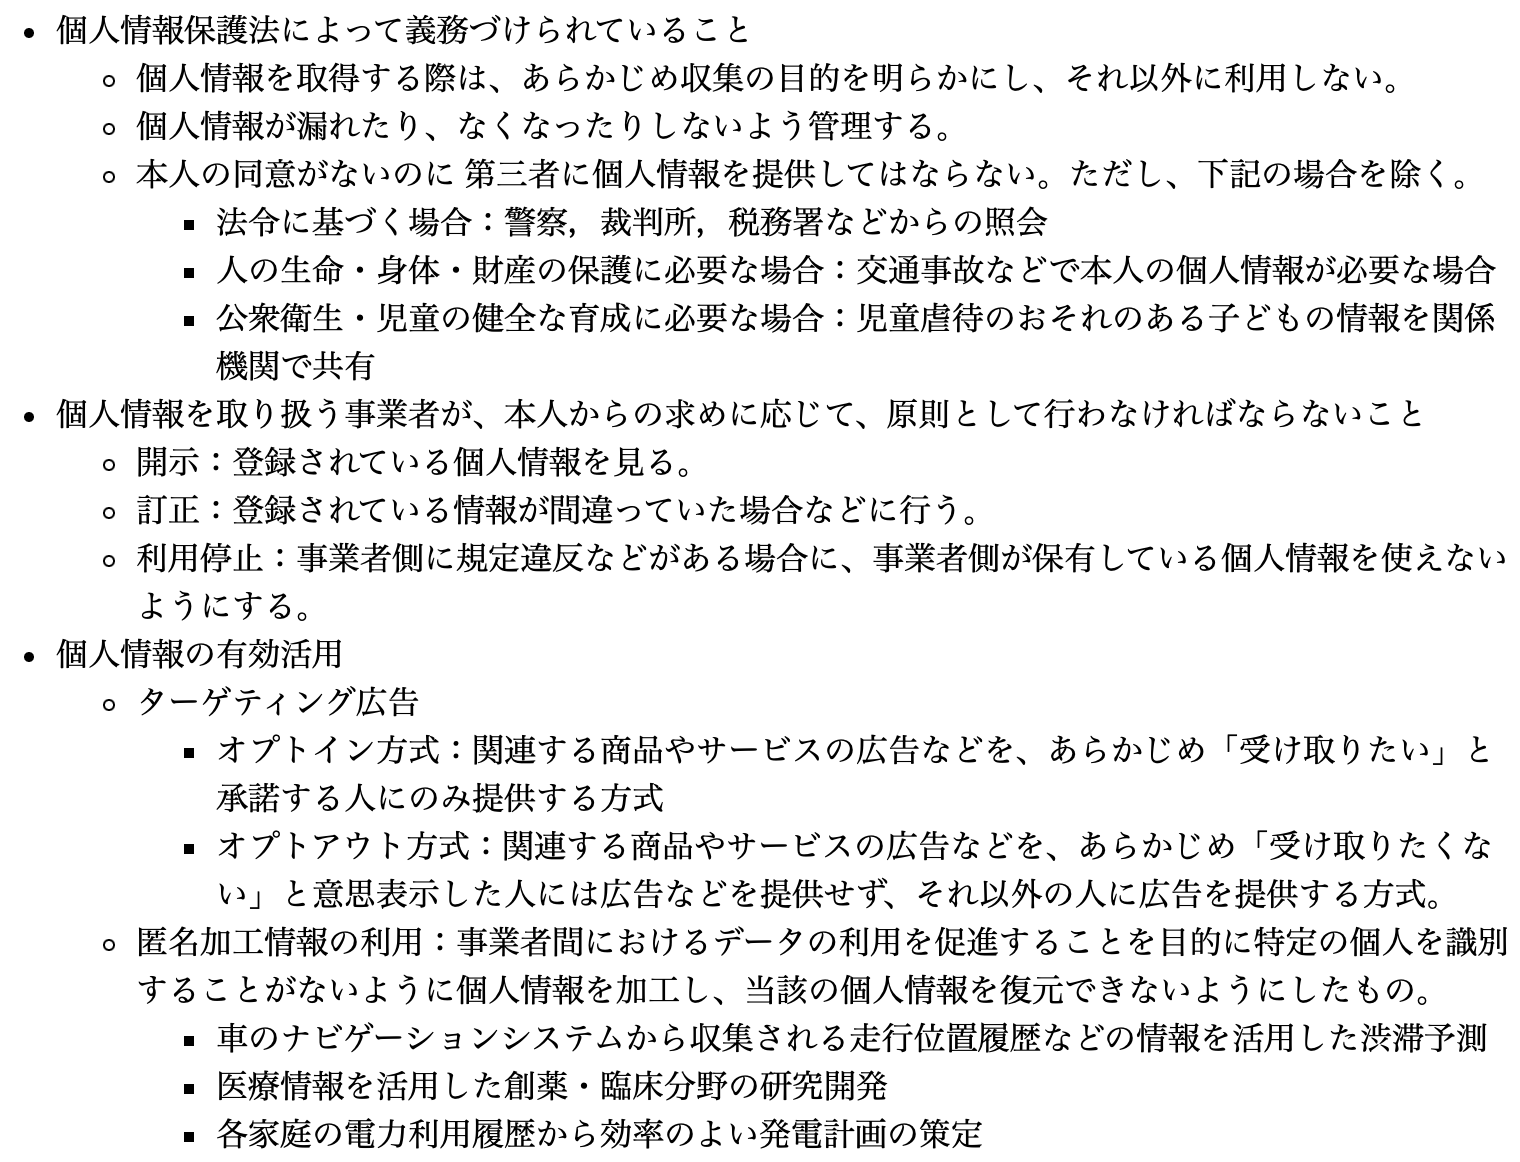 • 個人情報保護法によって義務づけられていること
◦ 個人情報を取得する際は、あらかじめ収集の目的を明らかにし、それ以外に利用しない。
◦ 個人情報が漏れたり、なくなったりしないよう管理する。
◦ 本人の同意がないのに 第三者に個人情報を提供してはならない。ただし、下記の場合を除く。
▪ 法令に基づく場合：警察，裁判所，税務署などからの照会
▪ 人の生命・身体・財産の保護に必要な場合：交通事故などで本人の個人情報が必要な場合
▪ 公衆衛生・児童の健全な育成に必要な場合：児童虐待のおそれのある子どもの情報を関係
機関で共有
• 個人情報を取り扱う事業者が、本人からの求めに応じて、原則として行わなければならないこと
◦ 開示：登録されている個人情報を見る。
◦ 訂正：登録されている情報が間違っていた場合などに行う。
◦ 利用停止：事業者側に規定違反などがある場合に、事業者側が保有している個人情報を使えない
ようにする。
• 個人情報の有効活用
◦ ターゲティング広告
▪ オプトイン方式：関連する商品やサービスの広告などを、あらかじめ「受け取りたい」と
承諾する人にのみ提供する方式
▪ オプトアウト方式：関連する商品やサービスの広告などを、あらかじめ「受け取りたくな
い」と意思表示した人には広告などを提供せず、それ以外の人に広告を提供する方式。
◦ 匿名加工情報の利用：事業者間におけるデータの利用を促進することを目的に特定の個人を識別
することがないように個人情報を加工し、当該の個人情報を復元できないようにしたもの。
▪ 車のナビゲーションシステムから収集される走行位置履歴などの情報を活用した渋滞予測
▪ 医療情報を活用した創薬・臨床分野の研究開発
▪ 各家庭の電力利用履歴から効率のよい発電計画の策定